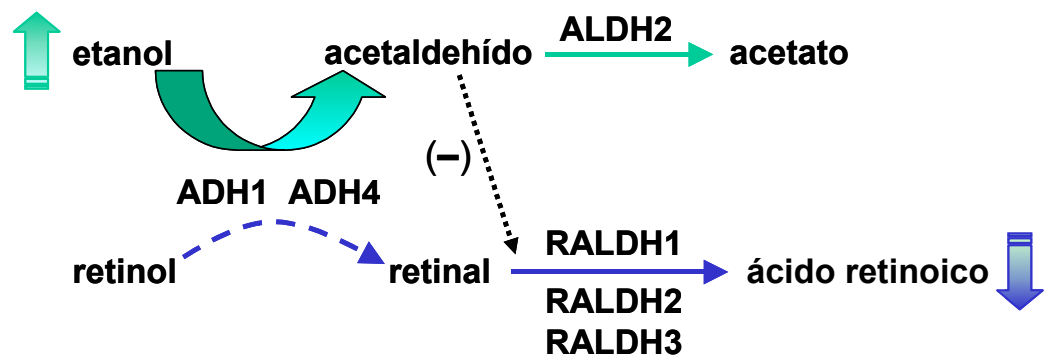 etanol acetaldehído ALDH2 acetato
(–)
ADH1 ADH4
retinol retinal RALDH1 ácido retinoico
RALDH2
RALDH3